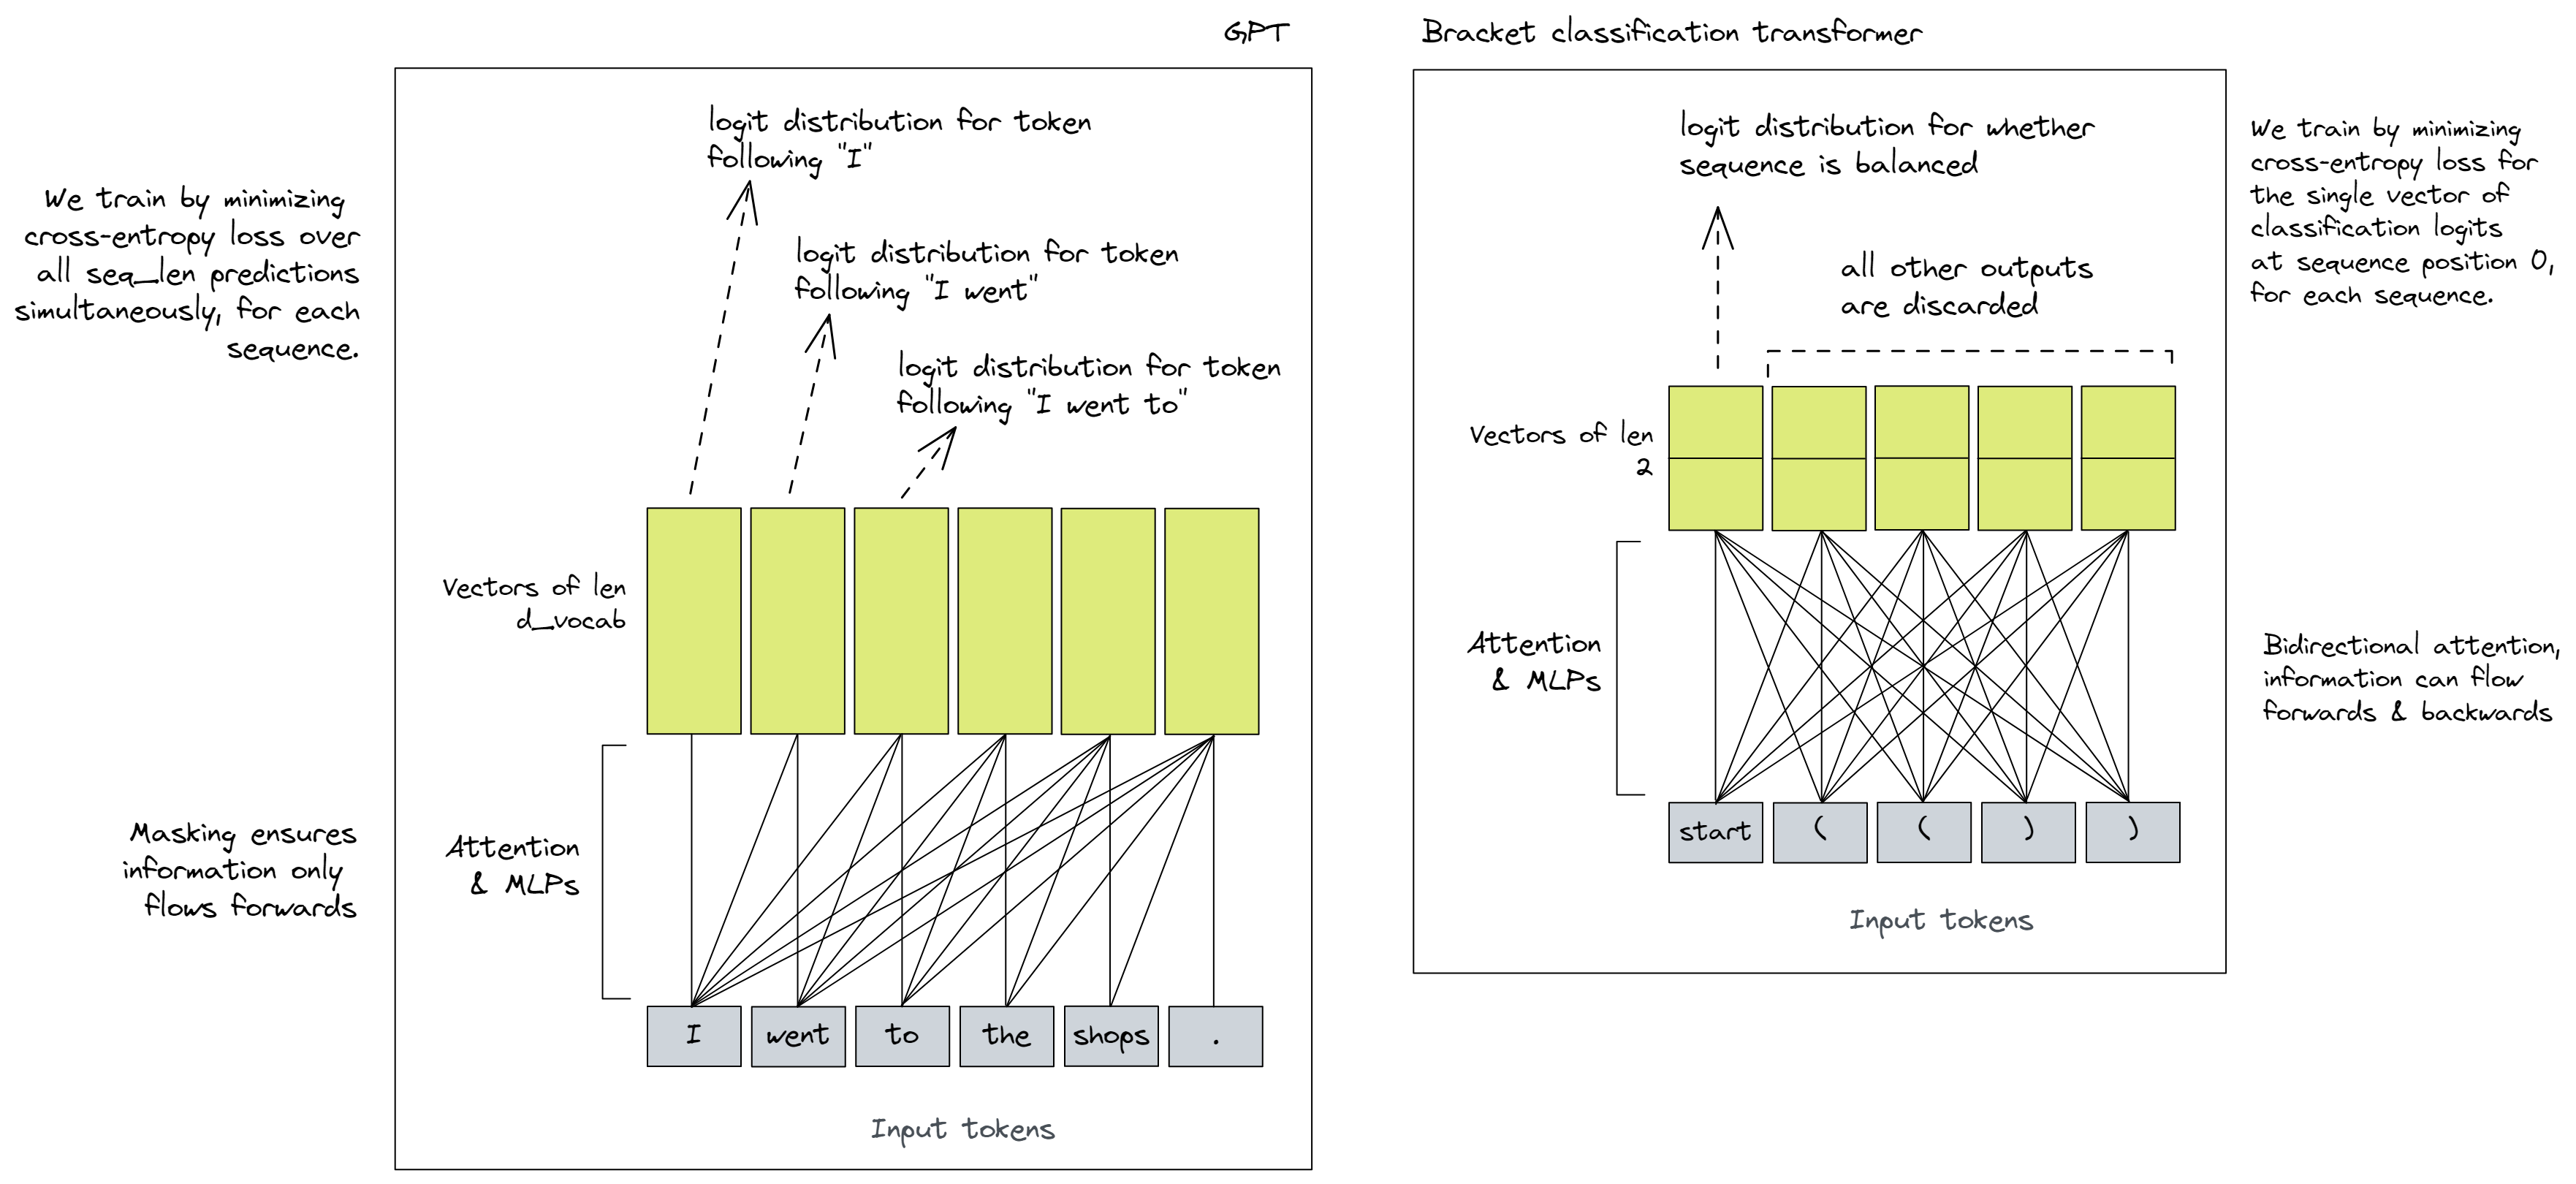 GPT
We train by minimizing
cross-entropy loss over
all seq_len predictions
simultaneously, for each
sequence.
logit distribution for token
following "I"
logit distribution for token
following "I went"
logit distribution for token
following "I went to"
Vectors of len
d_vocab
Masking ensures
information only
flows forwards
Attention
& MLPs
I
went
to
the
shops
.
Input tokens
Bracket classification transformer
logit distribution for whether
sequence is balanced
all other outputs
are discarded
We train by minimizing
cross-entropy loss for
the single vector of
classification logits
at sequence position 0,
for each sequence.
Vectors of len
2
Attention
& MLPs
Bidirectional attention,
information can flow
forwards & backwards
start
(
(
)
)
Input tokens